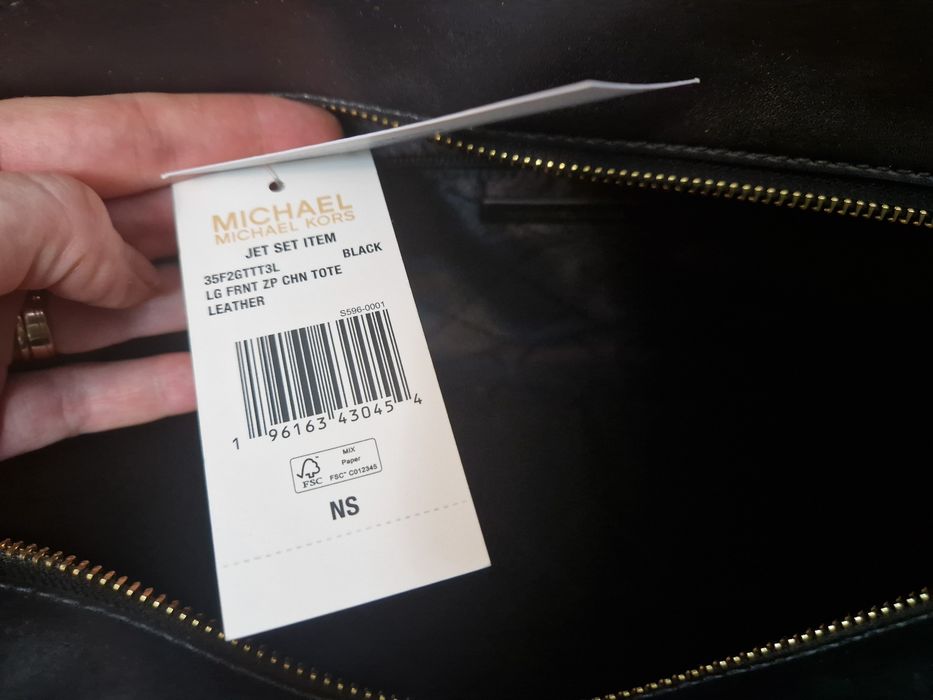 MICHAEL
MICHAEL KORS
JET SET ITEM
35F2GTTT3L BLACK
LG FRNT ZP CHN TOTE
LEATHER
S596-0001
1 96163 43045 4
FSC
MIX
Paper
FSC™ C012345
NS